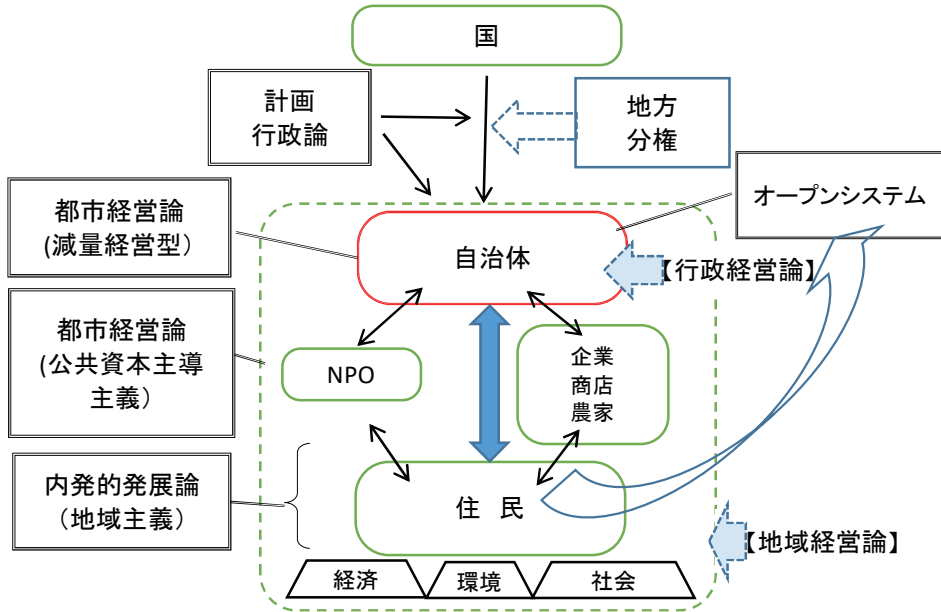 国
計画
行政論
地方
分権
都市経営論
(減量経営型)
オープンシステム
自治体
【行政経営論】
都市経営論
(公共資本主導
主義)
NPO
企業
商店
農家
内発的発展論
(地域主義)
住 民
【地域経営論】
経済
環境
社会